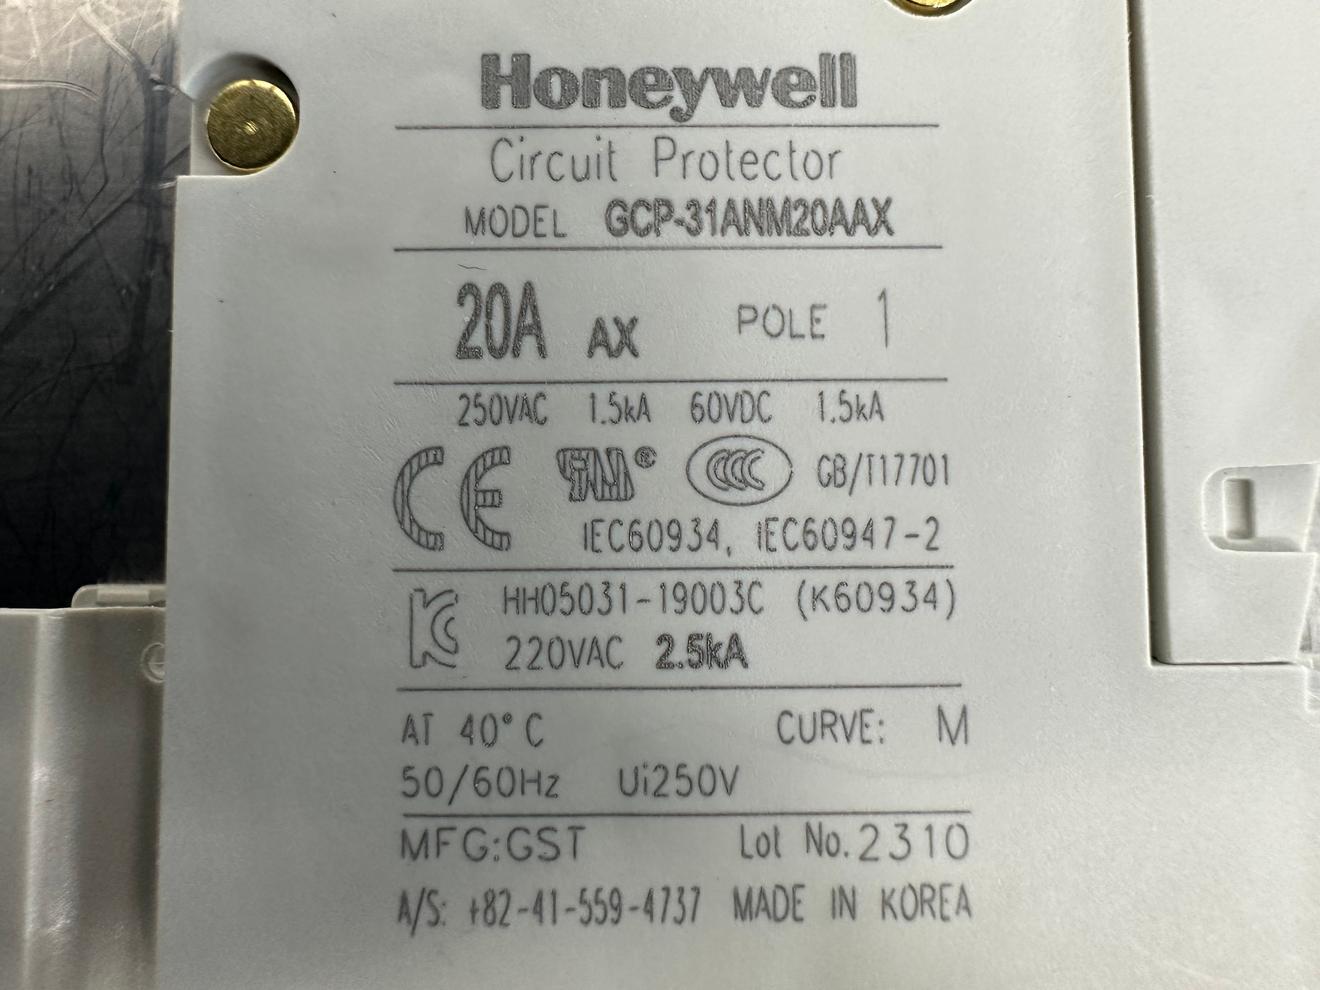 Honeywell
Circuit Protector
MODEL GCP-31ANM20AAX
20A AX POLE 1
250VAC 1.5kA 60VDC 1.5kA
CE ® CCC GB/T17701
IEC60934, IEC60947-2
HH05031-19003C (K60934)
220VAC 2.5kA
AT 40°C CURVE: M
50/60Hz Ui250V
MFG:GST Lot No.2310
A/S: +82-41-559-4737 MADE IN KOREA